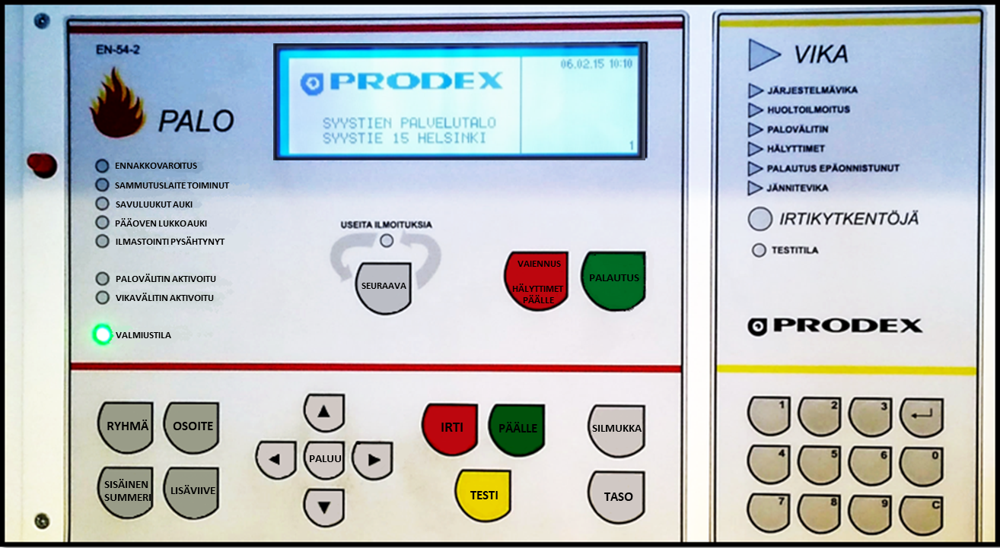 EN-54-2
PALO
PRODEX
06.02.15 10:10
SYYSTIEN PALVELUTALO
SYYSTIE 15 HELSINKI
1
ENNAKKOVAROITUS
SAMMUTUSLAITE TOIMINUT
SAVULUUKUT AUKI
PÄÄOVEN LUKKO AUKI
ILMASTOINTI PYSÄHTYNYT
PALOVÄLITIN AKTIVOITU
VIKAVÄLITIN AKTIVOITU
VALMIUSTILA
USEITA ILMOITUKSIA
SEURAAVA
VAIENNUS
HÄLYTTIMET
PÄÄLLE
PALAUTUS
RYHMÄ
OSOITE
SISÄINEN
SUMMERI
LISÄVIIVE
▲
◀
PALUU
▶
▼
IRTI
PÄÄLLE
TESTI
SILMUKKA
TASO
VIKA
JÄRJESTELMÄVIKA
HUOLTOILMOITUS
PALOVÄLITIN
HÄLYTTIMET
PALAUTUS EPÄONNISTUNUT
JÄNNITEVIKA
IRTIKYTKENTÖJÄ
TESTITILA
PRODEX
1 2 3
4 5 6 0
7 8 9 C